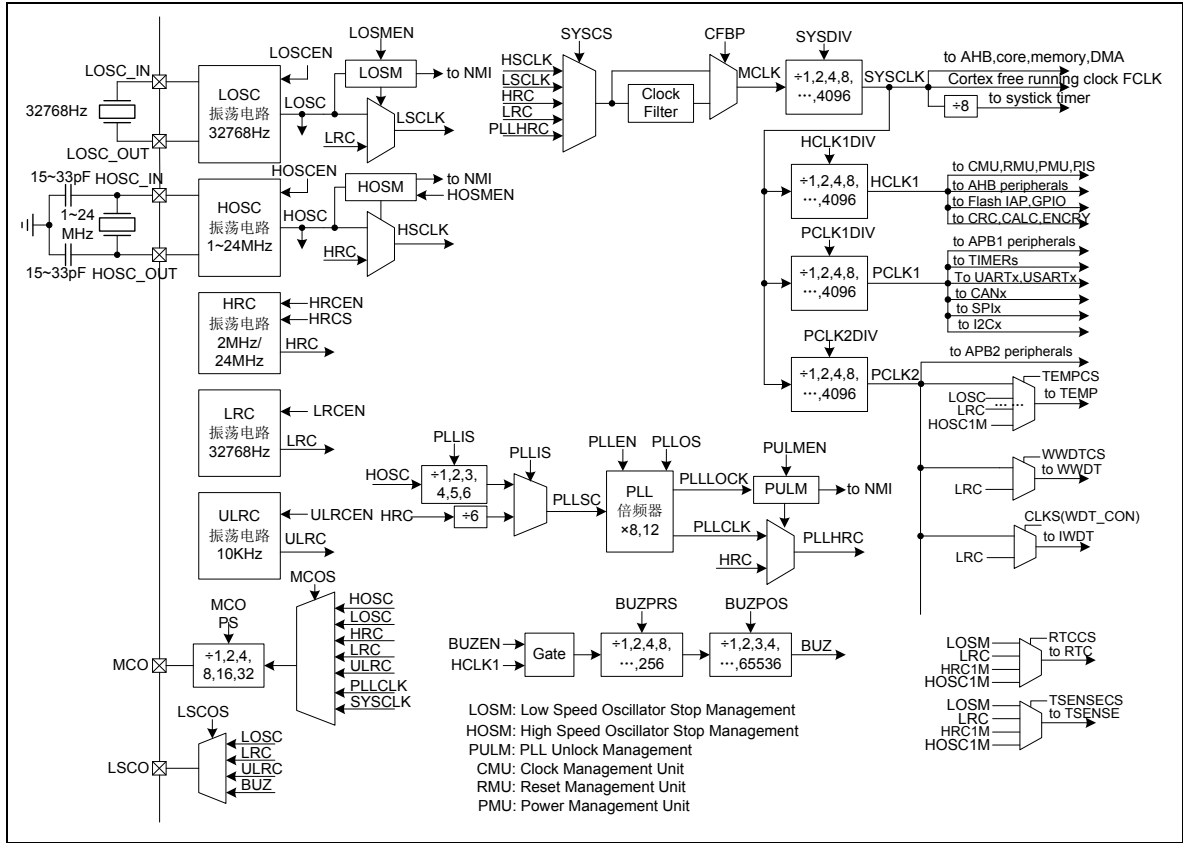 LOSMEN
LOSCEN
LOSC_IN
LOSC
振荡电路
32768Hz
32768Hz
LOSC_OUT
LOSM
to NMI
LOSC
LSCLK
LRC
15~33pF
HOSC_IN
1~24
MHz
15~33pF
HOSC_OUT
HOSCEN
HOSC
振荡电路
1~24MHz
HOSM
to NMI
HOSMEN
HOSC
HSCLK
HRC
HRC
振荡电路
2MHz/
24MHz
HRCEN
HRCS
HRC
LRC
振荡电路
32768Hz
LRCEN
LRC
ULRC
振荡电路
10KHz
ULRCEN
ULRC
SYSCS
HSCLK
LSCLK
HRC
LRC
PLLHRC
Clock
Filter
CFBP
MCLK
SYSDIV
÷1,2,4,8,
…,4096
SYSCLK
to AHB,core,memory,DMA
Cortex free running clock FCLK
÷8
to systick timer
HCLK1DIV
÷1,2,4,8,
…,4096
HCLK1
to CMU,RMU,PMU,PIS
to AHB peripherals
to Flash IAP,GPIO
to CRC,CALC,ENCRY
PCLK1DIV
÷1,2,4,8,
…,4096
PCLK1
to APB1 peripherals
to TIMERs
To UARTx,USARTx
to CANx
to SPIx
to I2Cx
PCLK2DIV
÷1,2,4,8,
…,4096
PCLK2
to APB2 peripherals
TEMPCS
to TEMP
LOSC
LRC
… …
HOSC1M
WWDTCS
to WWDT
LRC
CLKS(WDT_CON)
to IWDT
LRC
PLLIS
HOSC
÷1,2,3,
4,5,6
HRC
÷6
PLLIS
PLLSC
PLLEN
PLLOS
PLL
倍频器
×8,12
PLLLOCK
PULMEN
PULM
to NMI
PLLCLK
PLLHRC
HRC
MCO
PS
MCO
÷1,2,4,
8,16,32
MCOS
HOSC
LOSC
HRC
LRC
ULRC
PLLCLK
SYSCLK
LSCOS
LSCO
LOSC
LRC
ULRC
BUZ
BUZEN
HCLK1
Gate
BUZPRS
÷1,2,4,8,
…,256
BUZPOS
÷1,2,3,4,
…,65536
BUZ
RTCCS
to RTC
LOSM
LRC
HRC1M
HOSC1M
TSENSECS
to TSENSE
LOSM
LRC
HRC1M
HOSC1M
LOSM: Low Speed Oscillator Stop Management
HOSM: High Speed Oscillator Stop Management
PULM: PLL Unlock Management
CMU: Clock Management Unit
RMU: Reset Management Unit
PMU: Power Management Unit